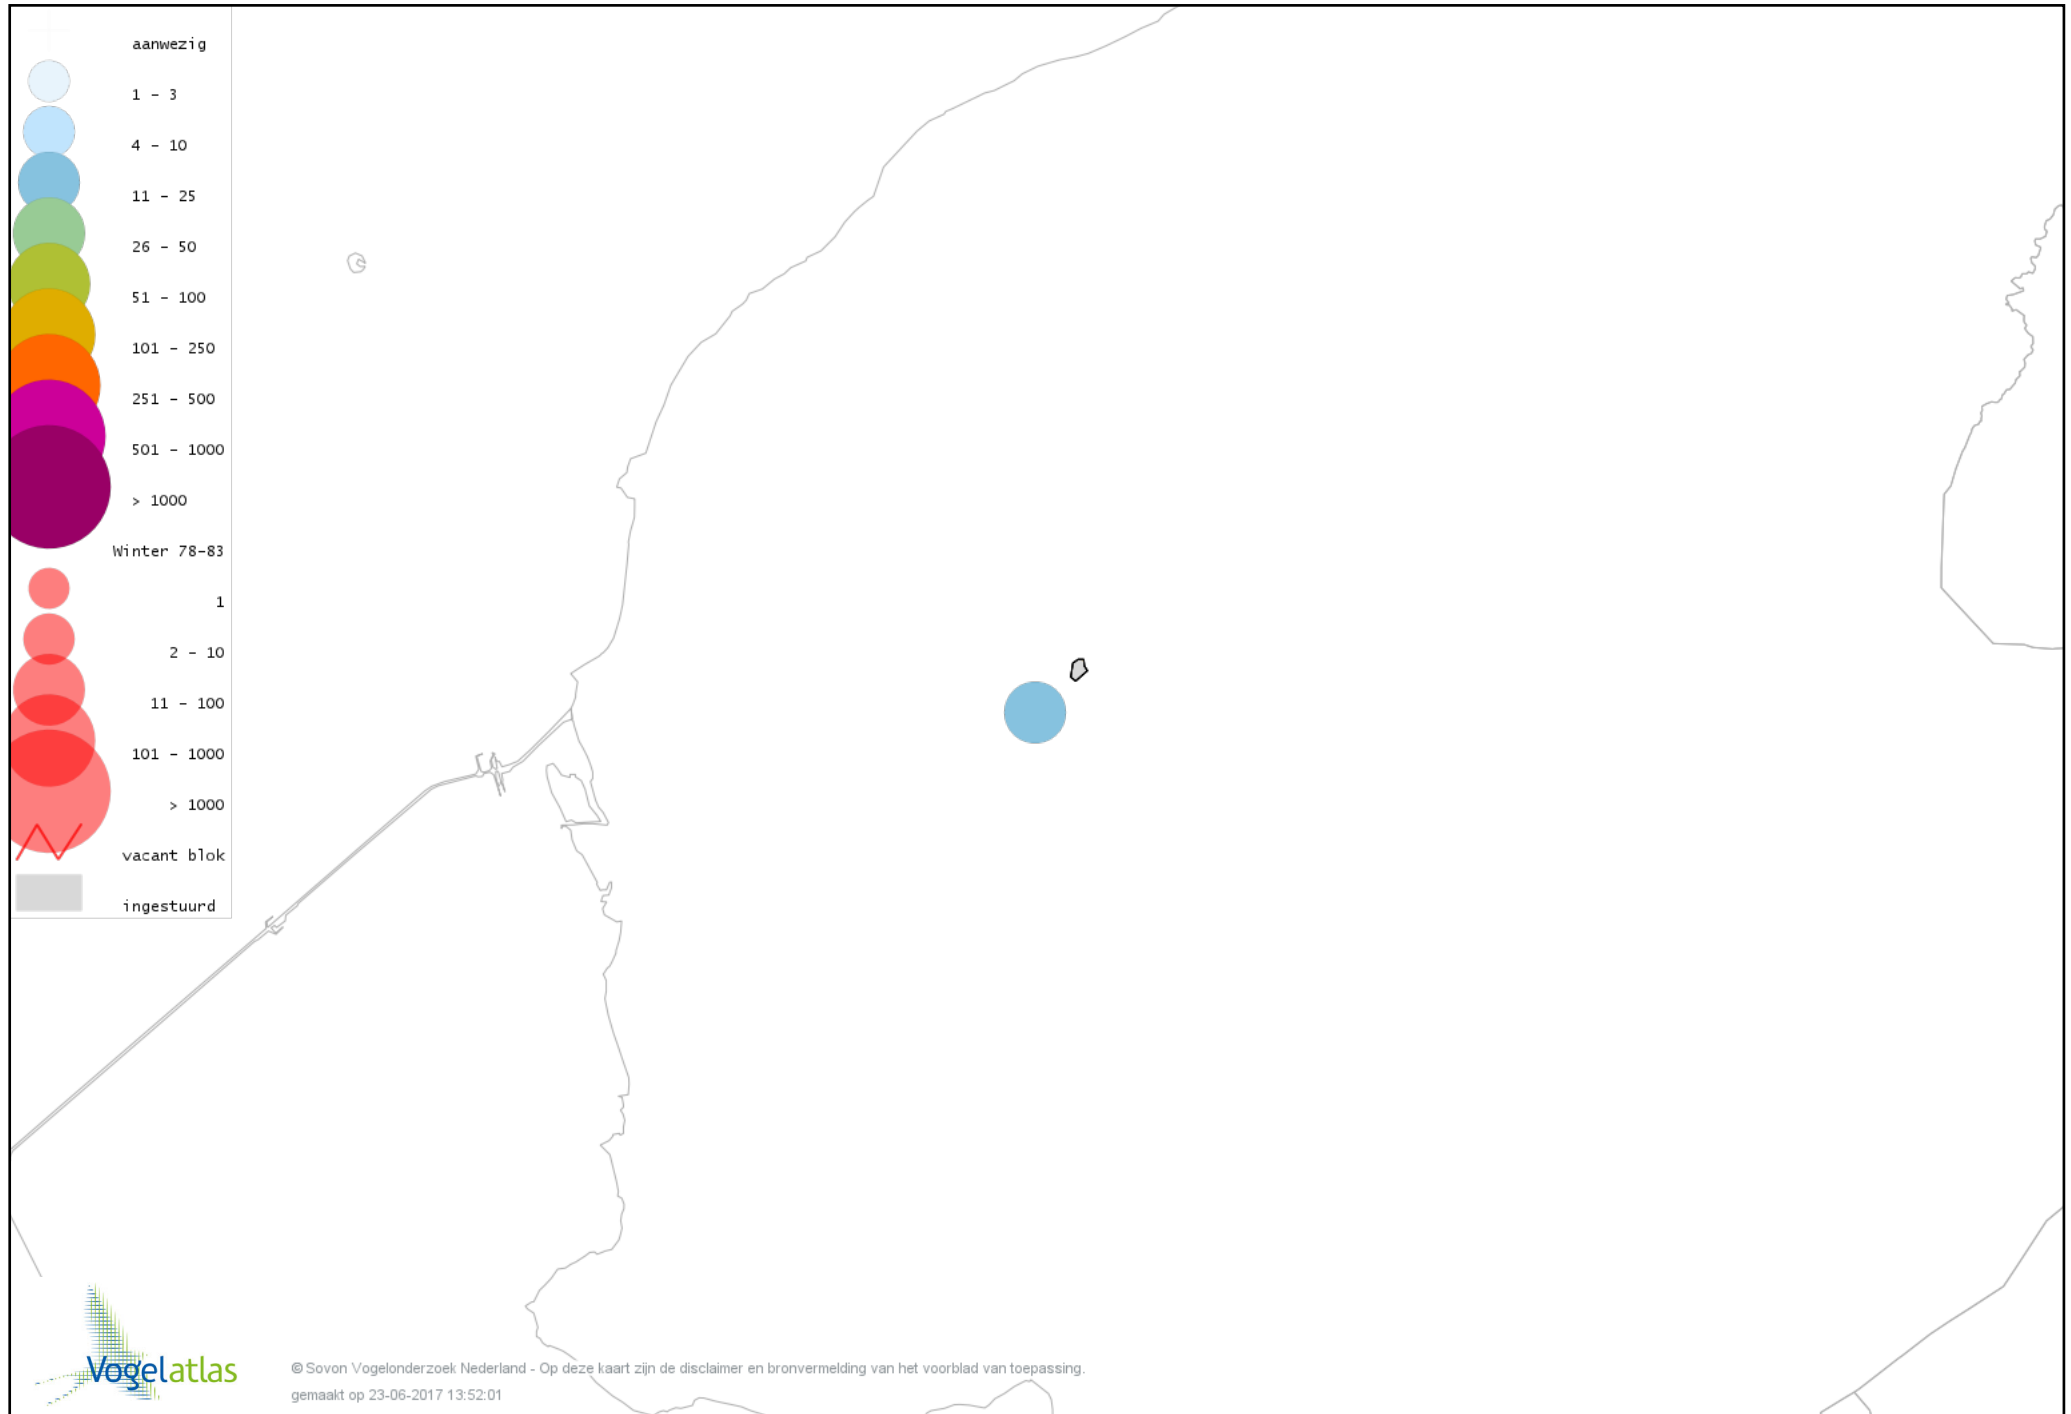 aanwezig
1 - 3
4 - 10
11 - 25
26 - 50
51 - 100
101 - 250
251 - 500
501 - 1000
> 1000
Winter 78-83
1
2 - 10
11 - 100
101 - 1000
> 1000
vacant blok
ingestuurd
Vogelatlas
© Sovon Vogelonderzoek Nederland - Op deze kaart zijn de disclaimer en bronvermelding van het voorblad van toepassing.
gemaakt op 23-06-2017 13:52:01